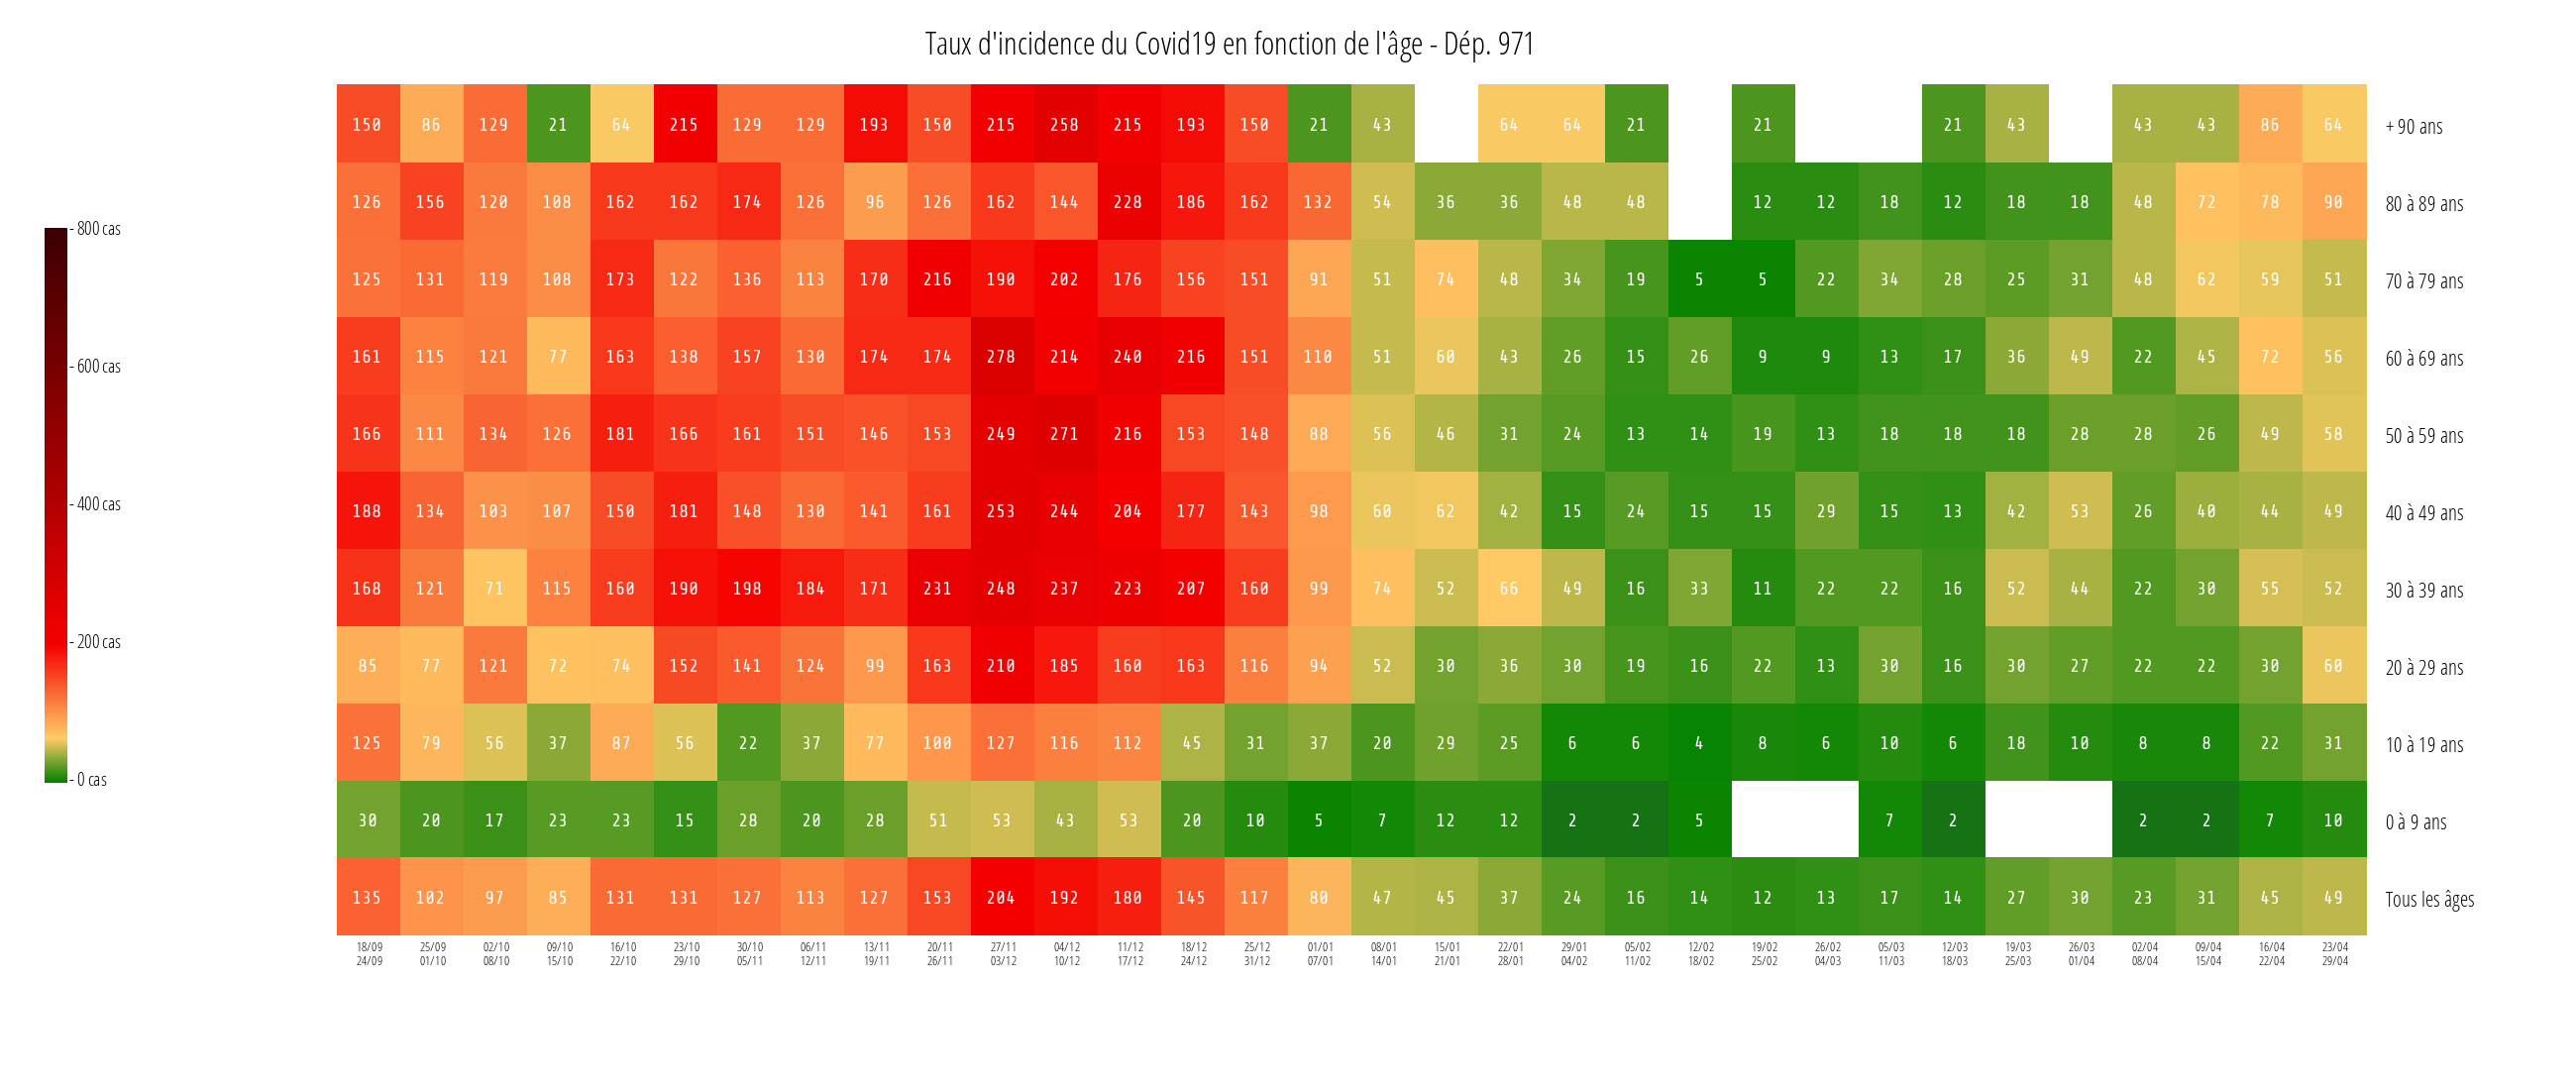 Taux d'incidence du Covid19 en fonction de l'âge - Dép. 971
150 86 129 21 64 215 129 129 193 150 215 258 215 193 150 21 43 64 64 21 21 21 43 43 43 86 64 + 90 ans
126 156 120 108 162 162 174 126 96 126 162 144 228 186 162 132 54 36 36 48 48 12 12 18 12 18 18 48 72 78 90 80 à 89 ans
- 800 cas
125 131 119 108 173 122 136 113 170 216 190 202 176 156 151 91 51 74 48 34 19 5 5 22 34 28 25 31 48 62 59 51 70 à 79 ans
161 115 121 77 163 138 157 130 174 174 278 214 240 216 151 110 51 60 43 26 15 26 9 9 13 17 36 49 22 45 72 56 60 à 69 ans
- 600 cas
166 111 134 126 181 166 161 151 146 153 249 271 216 153 148 88 56 46 31 24 13 14 19 13 18 18 18 28 28 26 49 58 50 à 59 ans
- 400 cas
188 134 103 107 150 181 148 130 141 161 253 244 204 177 143 98 60 62 42 15 24 15 15 29 15 13 42 53 26 40 44 49 40 à 49 ans
168 121 71 115 160 190 198 184 171 231 248 237 223 207 160 99 74 52 66 49 16 33 11 22 22 16 52 44 22 30 55 52 30 à 39 ans
- 200 cas
85 77 121 72 74 152 141 124 99 163 210 185 160 163 116 94 52 30 36 30 19 16 22 13 30 16 30 27 22 22 30 60 20 à 29 ans
125 79 56 37 87 56 22 37 77 100 127 116 112 45 31 37 20 29 25 6 6 4 8 6 10 6 18 10 8 8 22 31 10 à 19 ans
- 0 cas
30 20 17 23 23 15 28 20 28 51 53 43 53 20 10 5 7 12 12 2 2 5 7 2 2 2 7 10 0 à 9 ans
135 102 97 85 131 131 127 113 127 153 204 192 180 145 117 80 47 45 37 24 16 14 12 13 17 14 27 30 23 31 45 49 Tous les âges
18/09 25/09 02/10 09/10 16/10 23/10 30/10 06/11 13/11 20/11 27/11 04/12 11/12 18/12 25/12 01/01 08/01 15/01 22/01 29/01 05/02 12/02 19/02 26/02 05/03 12/03 19/03 26/03 02/04 09/04 16/04 23/04
24/09 01/10 08/10 15/10 22/10 29/10 05/11 12/11 19/11 26/11 03/12 10/12 17/12 24/12 31/12 07/01 14/01 21/01 28/01 04/02 11/02 18/02 25/02 04/03 11/03 18/03 25/03 01/04 08/04 15/04 22/04 29/04